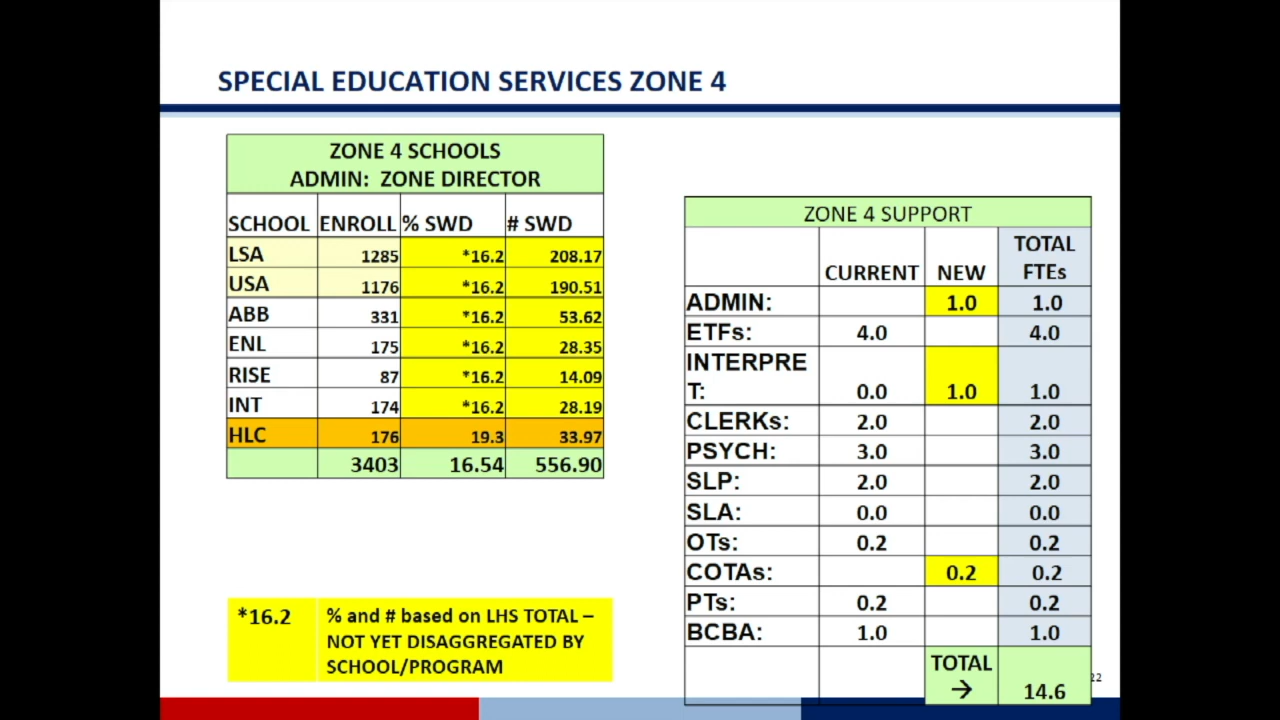 SPECIAL EDUCATION SERVICES ZONE 4
ZONE 4 SCHOOLS
ADMIN: ZONE DIRECTOR
SCHOOL ENROLL % SWD # SWD
LSA 1285 *16.2 208.17
USA 1176 *16.2 190.51
ABB 331 *16.2 53.62
ENL 175 *16.2 28.35
RISE 87 *16.2 14.09
INT 174 *16.2 28.19
HLC 176 19.3 33.97
3403 16.54 556.90
*16.2 % and # based on LHS TOTAL –
NOT YET DISAGGREGATED BY
SCHOOL/PROGRAM
ZONE 4 SUPPORT
CURRENT NEW TOTAL
FTEs
ADMIN: 1.0 1.0
ETFs: 4.0 4.0
INTERPRE
T: 0.0 1.0 1.0
CLERKs: 2.0 2.0
PSYCH: 3.0 3.0
SLP: 2.0 2.0
SLA: 0.0 0.0
OTs: 0.2 0.2
COTAs: 0.2 0.2
PTs: 0.2 0.2
BCBA: 1.0 1.0
TOTAL
→ 14.6
22